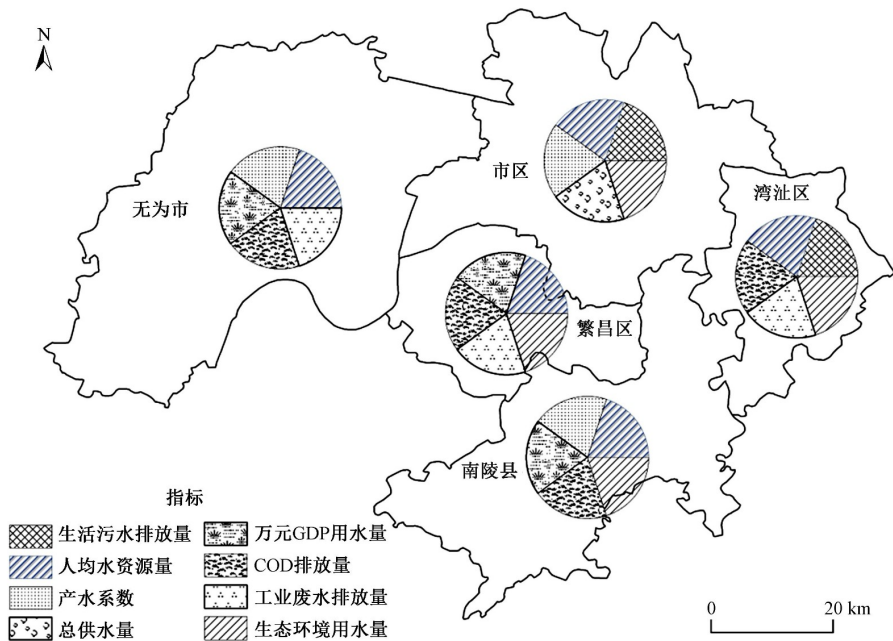 N
市区
湾沚区
无为市
繁昌区
南陵县
指标
生活污水排放量
万元GDP用水量
人均水资源量
COD排放量
产水系数
工业废水排放量
总供水量
生态环境用水量
0 20 km